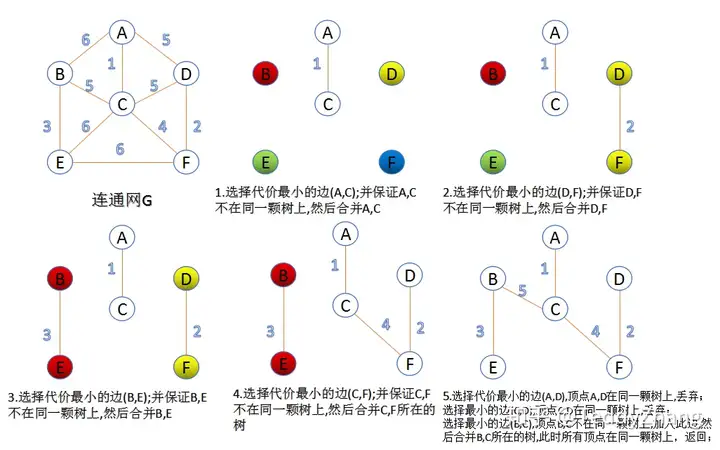 A
6
5
B
1
D
5
5
C
3
6
4
2
E
6
F
连通网G
A
1
B
D
C
E
F
1.选择代价最小的边(A,C);并保证A,C
不在同一颗树上,然后合并A,C
A
1
B
D
C
2
E
F
2.选择代价最小的边(D,F);并保证D,F
不在同一颗树上,然后合并D,F
A
1
B
D
C
3
2
E
F
3.选择代价最小的边(B,E);并保证B,E
不在同一颗树上,然后合并B,E
A
1
B
D
C
3
4
2
E
F
4.选择代价最小的边(C,F);并保证C,F
不在同一颗树上,然后合并C,F所在的
树
A
1
B
D
5
C
3
4
2
E
F
5.选择代价最小的边(A,D),顶点A,D在同一颗树上,丢弃;
选择最小的边(C,D),顶点C,D在同一颗树上,丢弃;
选择最小的边(B,C),顶点B,C不在同一颗树上,加入此边,然
后合并B,C所在的树,此时所有顶点在同一颗树上，返回;